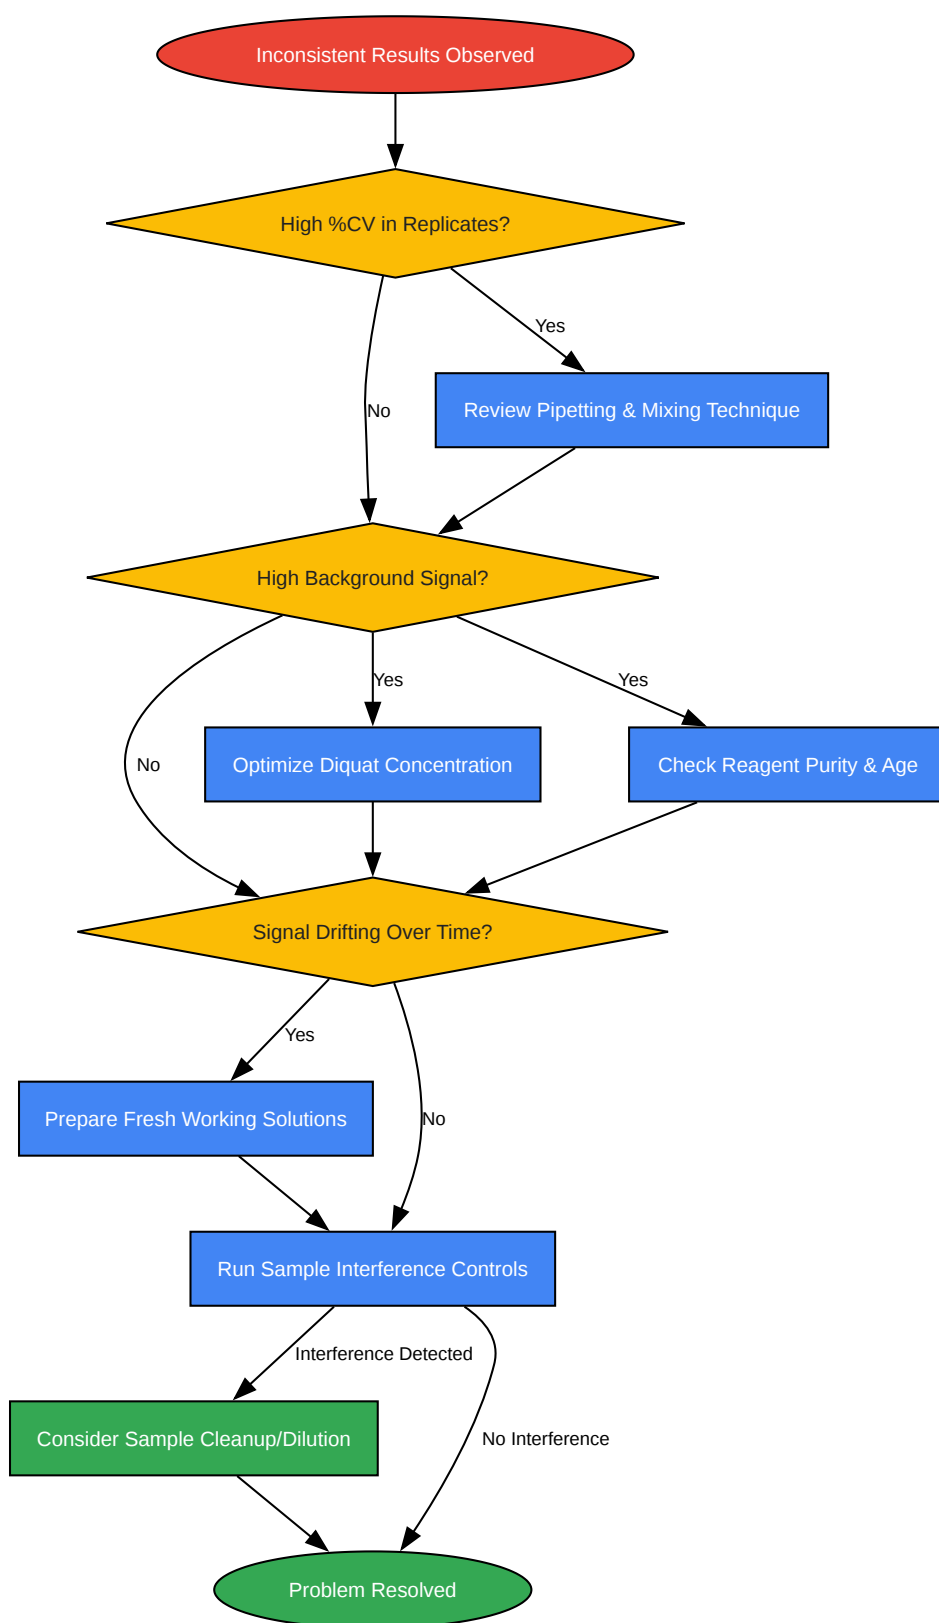 Inconsistent Results Observed
High %CV in Replicates?
Yes
No
Review Pipetting & Mixing Technique
High Background Signal?
Yes
Yes
No
Optimize Diquat Concentration
Check Reagent Purity & Age
Signal Drifting Over Time?
Yes
Prepare Fresh Working Solutions
No
Run Sample Interference Controls
Interference Detected
Consider Sample Cleanup/Dilution
No Interference
Problem Resolved